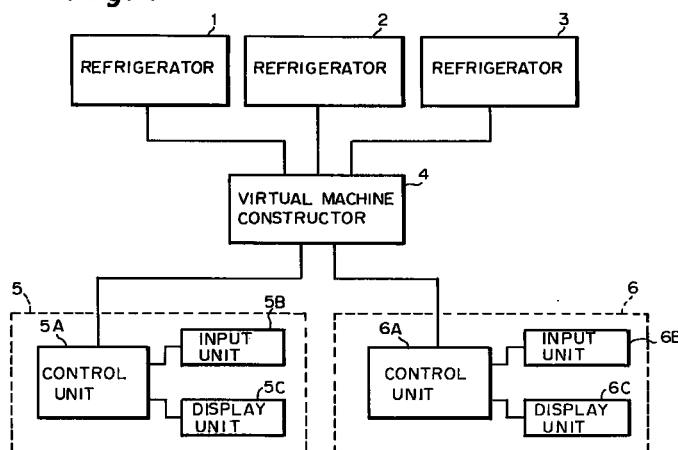 1
2
3
REFRIGERATOR
REFRIGERATOR
REFRIGERATOR
4
VIRTUAL MACHINE
CONSTRUCTOR
5
5A
5B
6
6A
6B
INPUT
UNIT
INPUT
UNIT
CONTROL
UNIT
CONTROL
UNIT
5C
6C
DISPLAY UNIT
DISPLAY UNIT